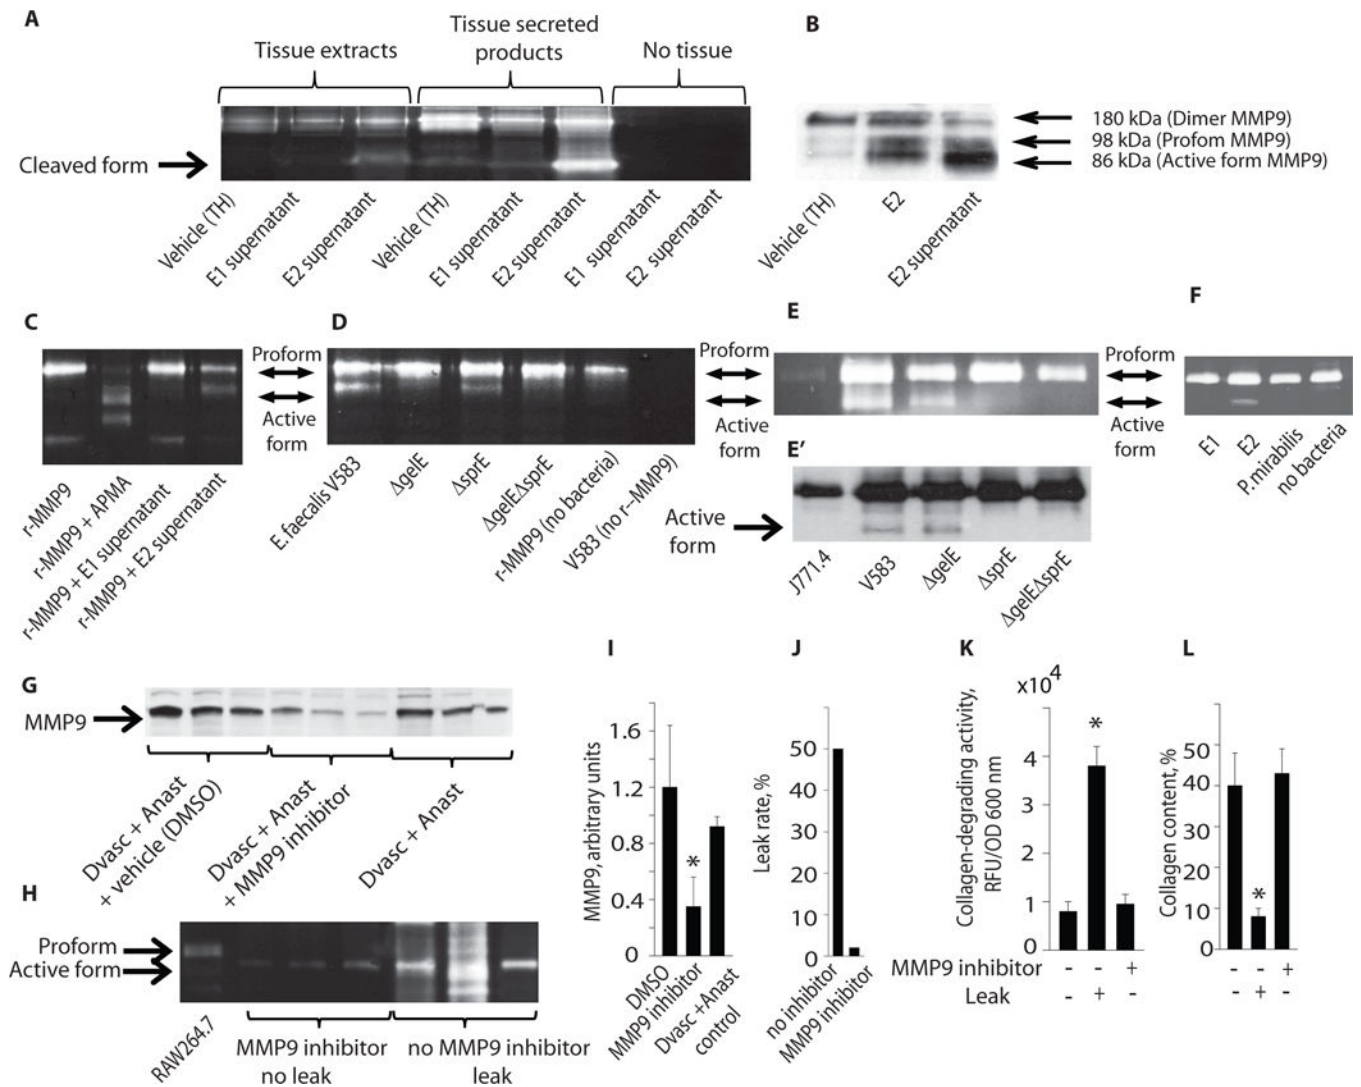 A
Tissue extracts
Tissue secreted
products
No tissue
Cleaved form
Vehicle (TH)
E1 supernatant
E2 supernatant
Vehicle (TH)
E1 supernatant
E2 supernatant
E1 supernatant
E2 supernatant
B
180 kDa (Dimer MMP9)
98 kDa (Profom MMP9)
86 kDa (Active form MMP9)
Vehicle (TH)
E2
E2 supernatant
C
r-MMP9
r-MMP9 + APMA
r-MMP9 + E1 supernatant
r-MMP9 + E2 supernatant
Proform
Active
form
D
E.faecalis V583
ΔgelE
ΔsprE
ΔgelEΔsprE
r-MMP9 (no bacteria)
V583 (no r--MMP9)
E
Proform
Active
form
E'
Active
form
J771.4
V583
ΔgelE
ΔsprE
ΔgelEΔsprE
F
Proform
Active
form
E1
E2
P.mirabilis
no bacteria
G
MMP9
Dvasc + Anast
+ vehicle (DMSO)
Dvasc + Anast
+ MMP9 inhibitor
Dvasc + Anast
H
Proform
Active form
RAW264.7
MMP9 inhibitor
no leak
no MMP9 inhibitor
leak
I
MMP9, arbitrary units
1.6
1.2
0.8
0.4
0
*
DMSO
MMP9 inhibitor
Dvasc +Anast
control
J
Leak rate, %
50
40
30
20
10
0
no inhibitor
MMP9 inhibitor
K
x10⁴
Collagen-degrading activity,
RFU/OD 600 nm
4
3
2
1
0
*
MMP9 inhibitor
- - +
Leak
- + -
L
Collagen content, %
50
40
30
20
10
0
*
- - +
- + -